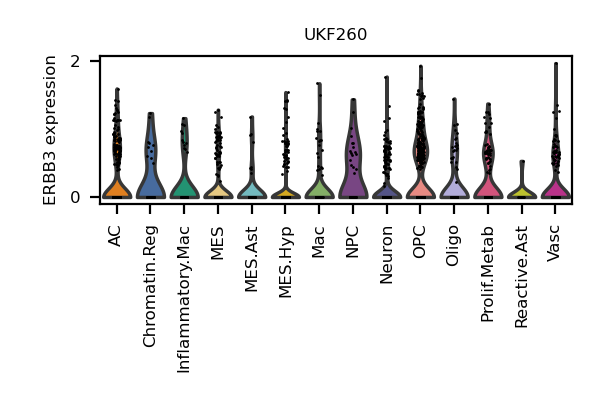 UKF260
ERBB3 expression
2
0
AC
Chromatin.Reg
Inflammatory.Mac
MES
MES.Ast
MES.Hyp
Mac
NPC
Neuron
OPC
Oligo
Prolif.Metab
Reactive.Ast
Vasc